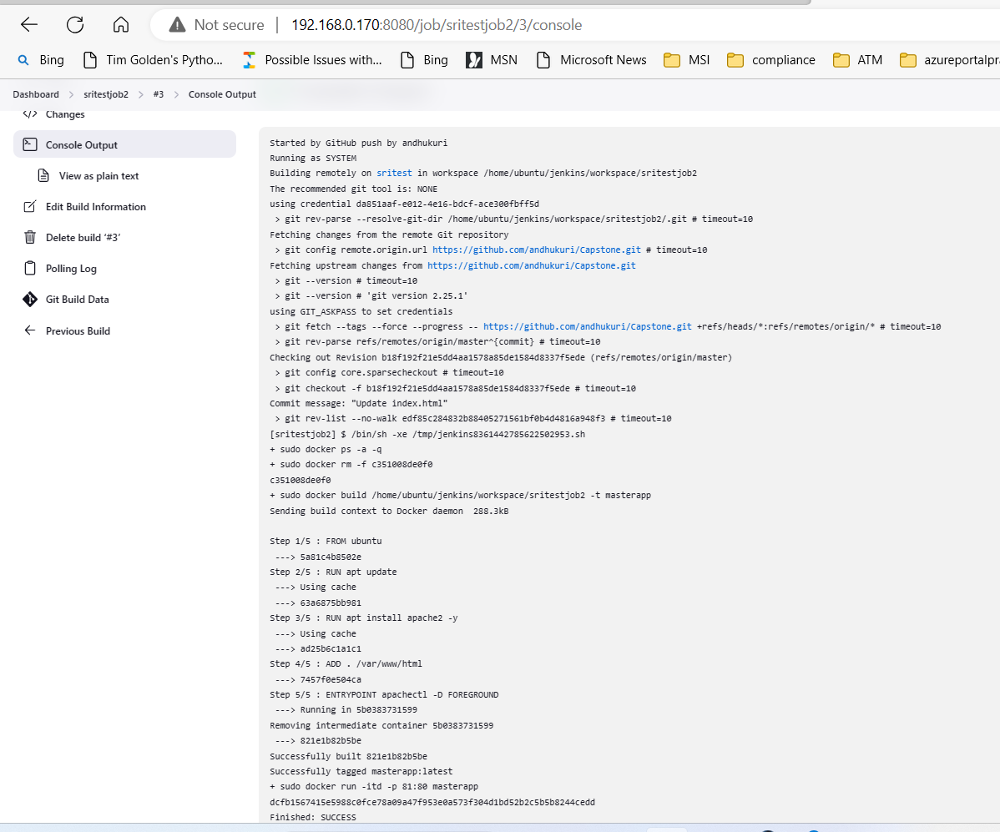 Not secure
192.168.0.170:8080/job/sritestjob2/3/console
Bing
Tim Golden's Pytho...
Possible Issues with...
Bing
MSN
Microsoft News
MSI
compliance
ATM
azureportalpra
Dashboard > sritestjob2 > #3 > Console Output
Changes
Console Output
View as plain text
Edit Build Information
Delete build ‘#3’
Polling Log
Git Build Data
Previous Build
Started by GitHub push by andhukuri
Running as SYSTEM
Building remotely on sritest in workspace /home/ubuntu/jenkins/workspace/sritestjob2
The recommended git tool is: NONE
using credential da851aaf-e012-4e16-bdcf-ace300fbff5d
> git rev-parse --resolve-git-dir /home/ubuntu/jenkins/workspace/sritestjob2/.git # timeout=10
Fetching changes from the remote Git repository
> git config remote.origin.url https://github.com/andhukuri/Capstone.git # timeout=10
Fetching upstream changes from https://github.com/andhukuri/Capstone.git
> git --version # timeout=10
> git --version # 'git version 2.25.1'
using GIT_ASKPASS to set credentials
> git fetch --tags --force --progress -- https://github.com/andhukuri/Capstone.git +refs/heads/*:refs/remotes/origin/* # timeout=10
> git rev-parse refs/remotes/origin/master^{commit} # timeout=10
Checking out Revision b18f192f21e5dd4aa1578a85de1584d8337f5ede (refs/remotes/origin/master)
> git config core.sparsecheckout # timeout=10
> git checkout -f b18f192f21e5dd4aa1578a85de1584d8337f5ede # timeout=10
Commit message: "Update index.html"
> git rev-list --no-walk edf85c284832b88405271561bf0b4d4816a948f3 # timeout=10
[sritestjob2] $ /bin/sh -xe /tmp/jenkins8361442785622502953.sh
+ sudo docker ps -a -q
+ sudo docker rm -f c351008de0f0
c351008de0f0
+ sudo docker build /home/ubuntu/jenkins/workspace/sritestjob2 -t masterapp
Sending build context to Docker daemon  288.3kB
Step 1/5 : FROM ubuntu
---> 5a81c4b8502e
Step 2/5 : RUN apt update
---> Using cache
---> 63a6875bb981
Step 3/5 : RUN apt install apache2 -y
---> Using cache
---> ad25b6c1a1c1
Step 4/5 : ADD . /var/www/html
---> 7457f0e504ca
Step 5/5 : ENTRYPOINT apachectl -D FOREGROUND
---> Running in 5b0383731599
Removing intermediate container 5b0383731599
---> 821e1b82b5be
Successfully built 821e1b82b5be
Successfully tagged masterapp:latest
+ sudo docker run -itd -p 81:80 masterapp
dcfb1567415e5988c0fce78a09a47f953e0a573f304d1bd52b2c5b5b8244cedd
Finished: SUCCESS